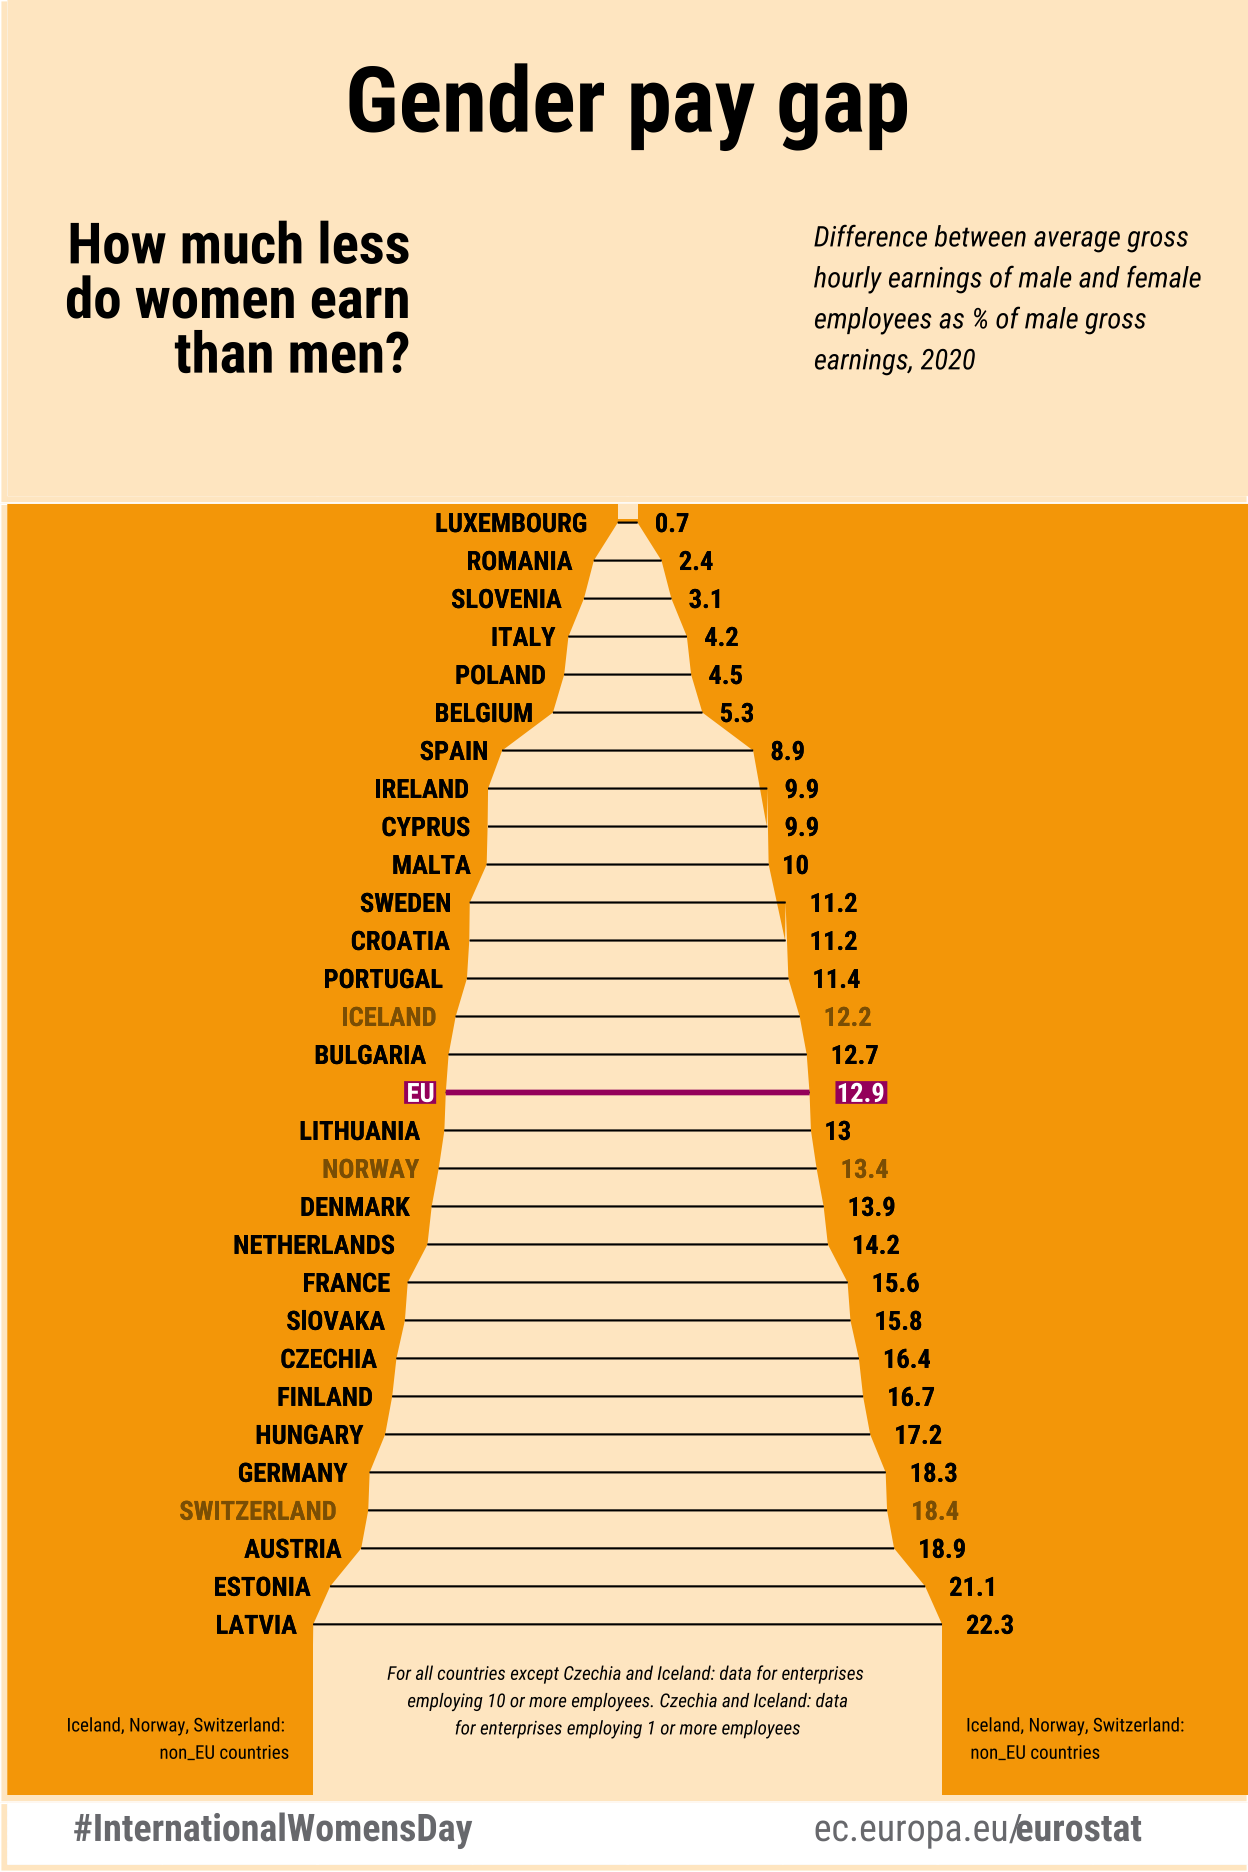 Gender pay gap
How much less
do women earn
than men?
Difference between average gross
hourly earnings of male and female
employees as % of male gross
earnings, 2020
LUXEMBOURG 0.7
ROMANIA 2.4
SLOVENIA 3.1
ITALY 4.2
POLAND 4.5
BELGIUM 5.3
SPAIN 8.9
IRELAND 9.9
CYPRUS 9.9
MALTA 10
SWEDEN 11.2
CROATIA 11.2
PORTUGAL 11.4
ICELAND 12.2
BULGARIA 12.7
EU 12.9
LITHUANIA 13
NORWAY 13.4
DENMARK 13.9
NETHERLANDS 14.2
FRANCE 15.6
SlOVAKA 15.8
CZECHIA 16.4
FINLAND 16.7
HUNGARY 17.2
GERMANY 18.3
SWITZERLAND 18.4
AUSTRIA 18.9
ESTONIA 21.1
LATVIA 22.3
For all countries except Czechia and Iceland: data for enterprises
employing 10 or more employees. Czechia and Iceland: data
for enterprises employing 1 or more employees
Iceland, Norway, Switzerland:
non_EU countries
Iceland, Norway, Switzerland:
non_EU countries
#InternationalWomensDay
ec.europa.eu/eurostat